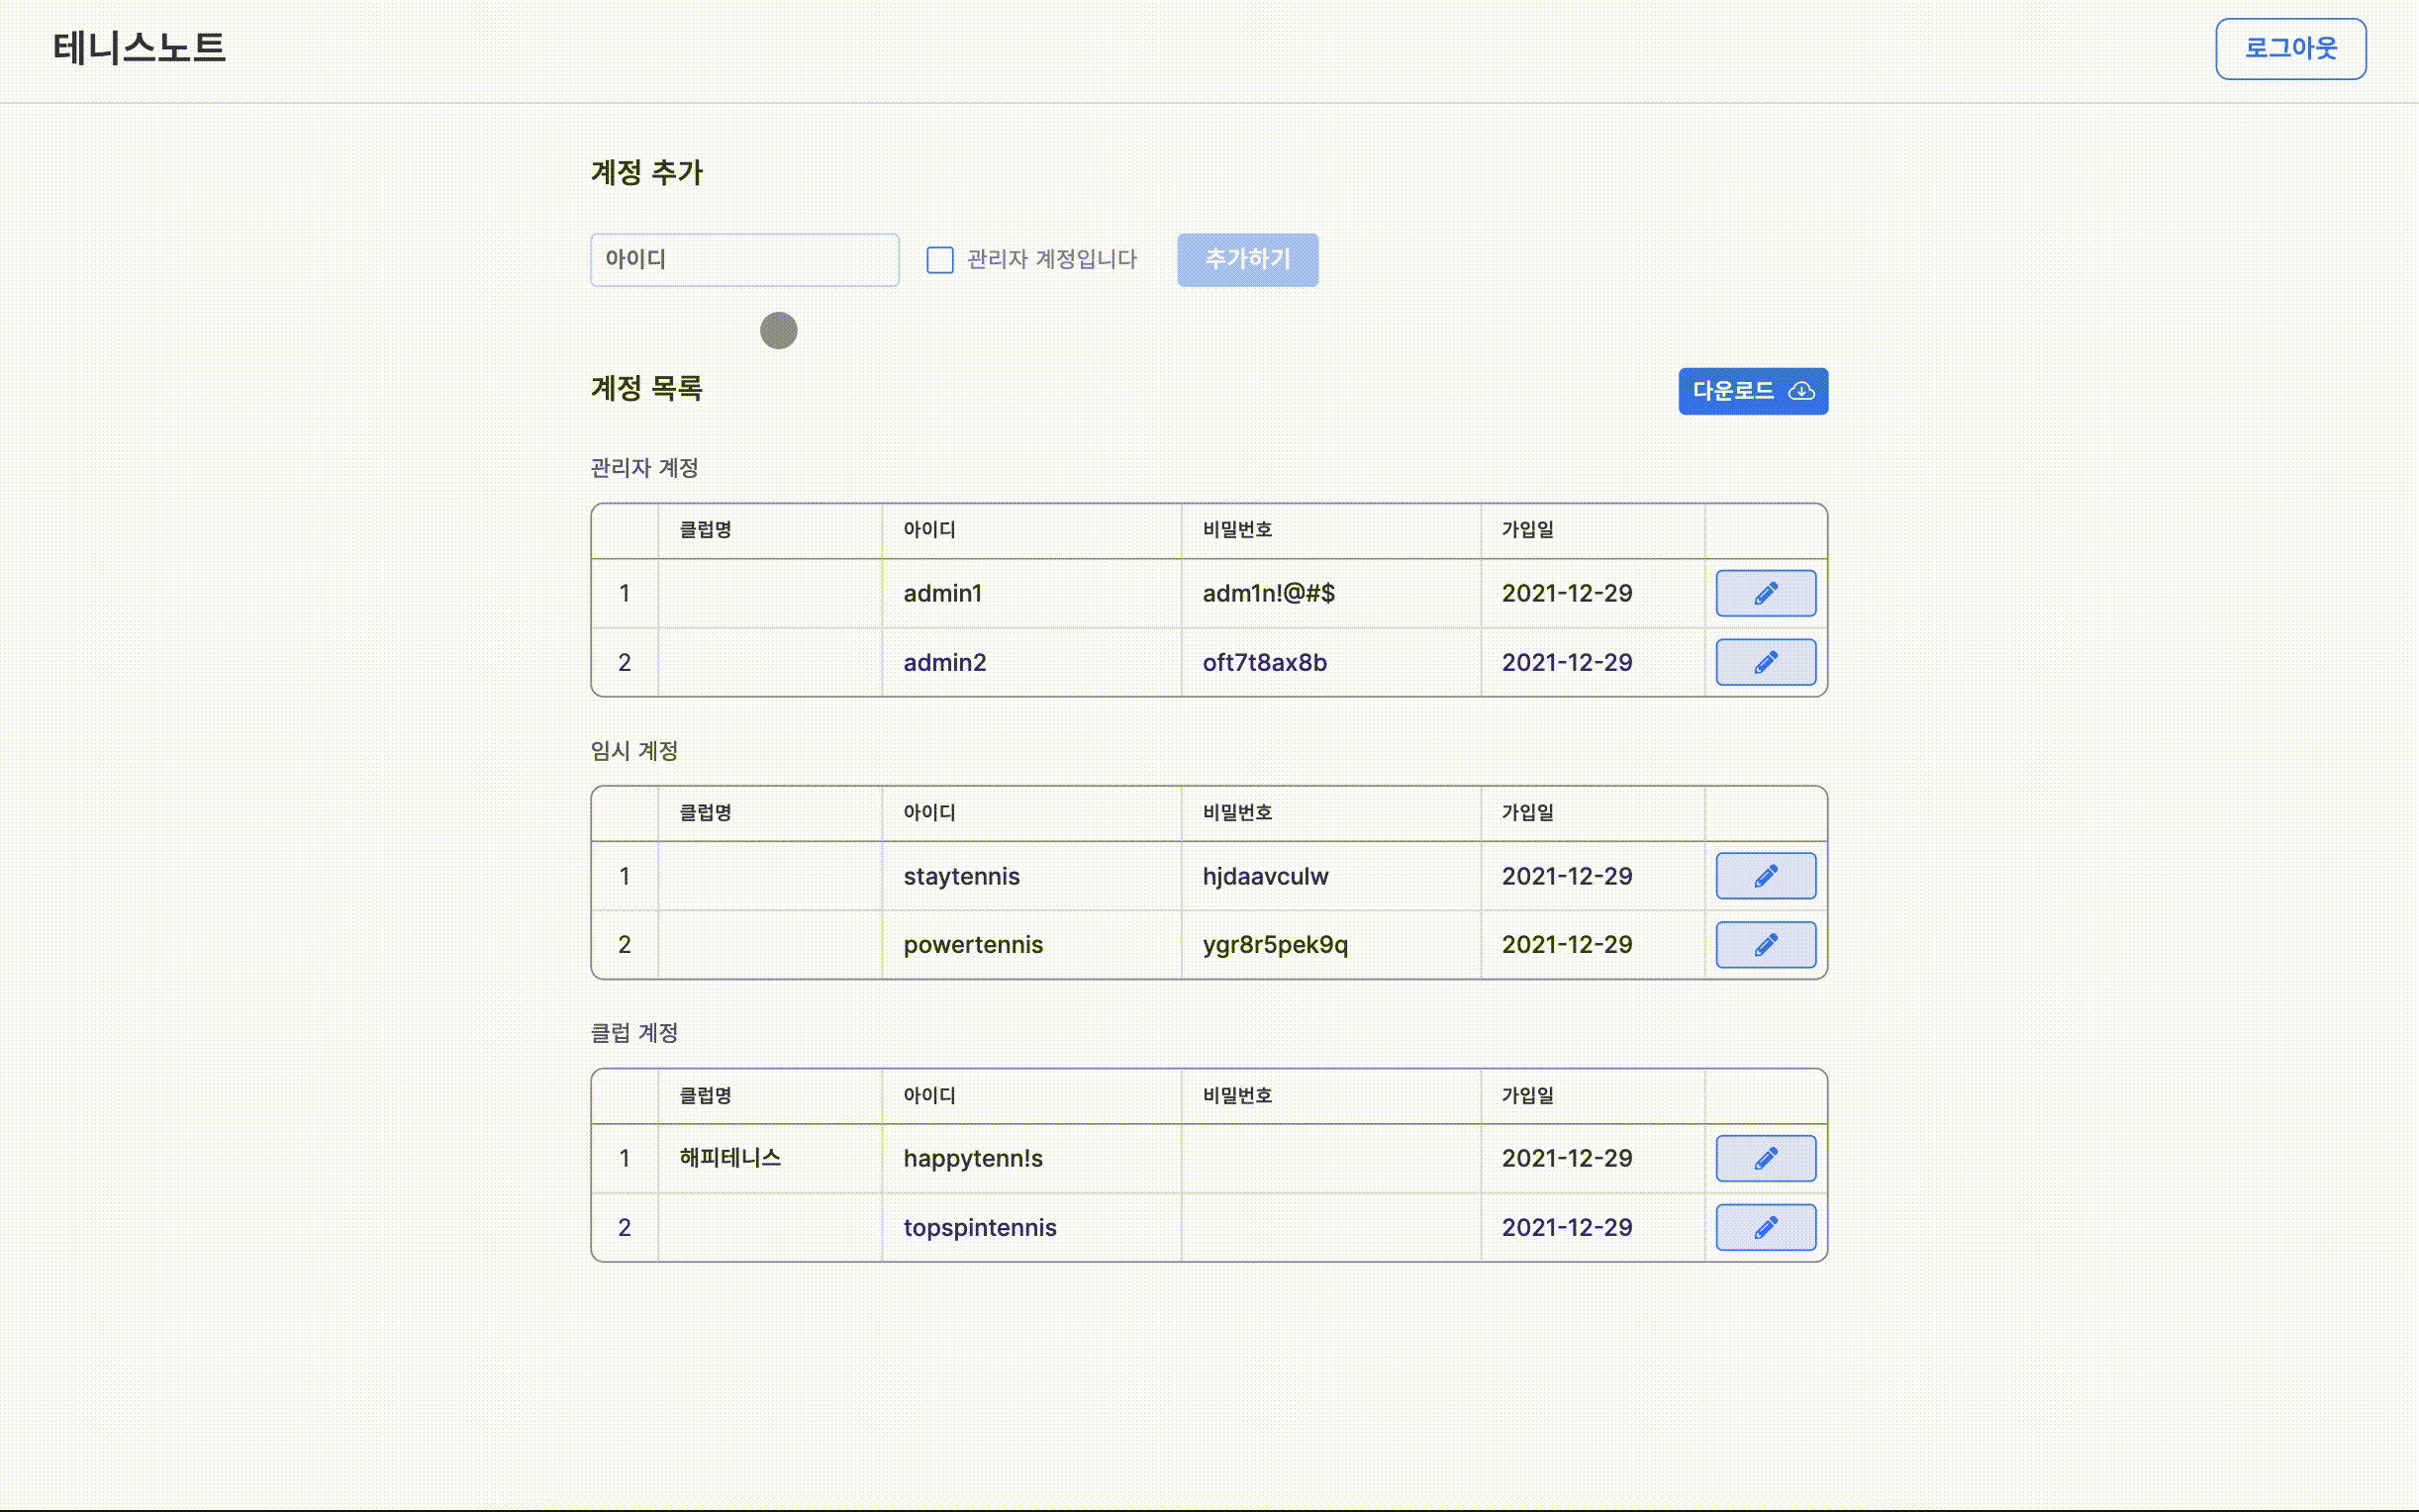 테니스노트 로그아웃
계정 추가
아이디 관리자 계정입니다 추가하기
계정 목록 다운로드
관리자 계정
클럽명 아이디 비밀번호 가입일
1 admin1 adm1n!@#$ 2021-12-29
2 admin2 oft7t8ax8b 2021-12-29
임시 계정
클럽명 아이디 비밀번호 가입일
1 staytennis hjdaavculw 2021-12-29
2 powertennis ygr8r5pek9q 2021-12-29
클럽 계정
클럽명 아이디 비밀번호 가입일
1 해피테니스 happytenn!s 2021-12-29
2 topspintennis 2021-12-29